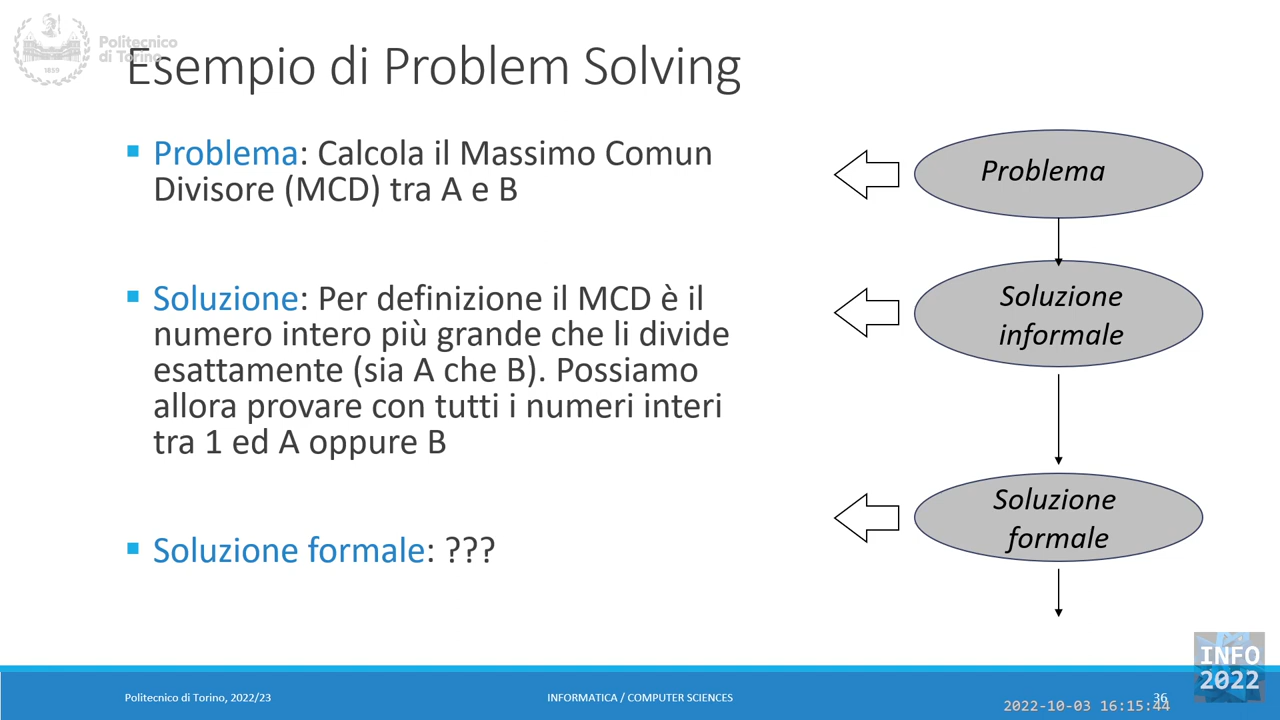 Politecnico
di Torino
1859
Esempio di Problem Solving
▪ Problema: Calcola il Massimo Comun
Divisore (MCD) tra A e B
▪ Soluzione: Per definizione il MCD è il
numero intero più grande che li divide
esattamente (sia A che B). Possiamo
allora provare con tutti i numeri interi
tra 1 ed A oppure B
▪ Soluzione formale: ???
Problema
Soluzione
informale
Soluzione
formale
Politecnico di Torino, 2022/23
INFORMATICA / COMPUTER SCIENCES
36
2022-10-03 16:15:44
INFO
2022